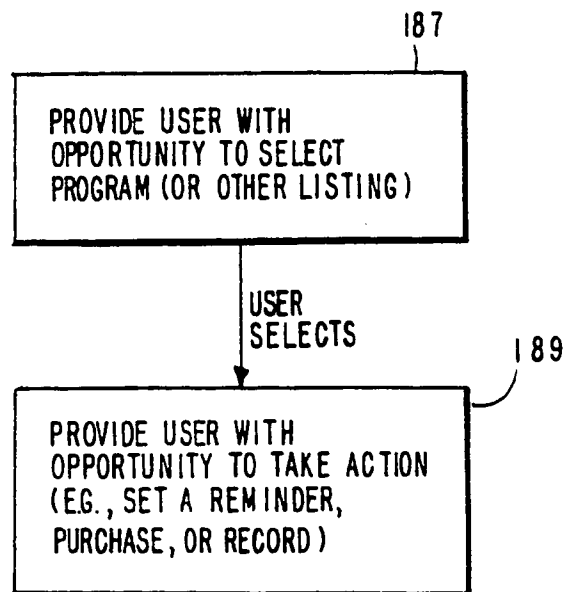 187
PROVIDE USER WITH
OPPORTUNITY TO SELECT
PROGRAM (OR OTHER LISTING)
USER
SELECTS
189
PROVIDE USER WITH
OPPORTUNITY TO TAKE ACTION
(E.G., SET A REMINDER,
PURCHASE, OR RECORD)